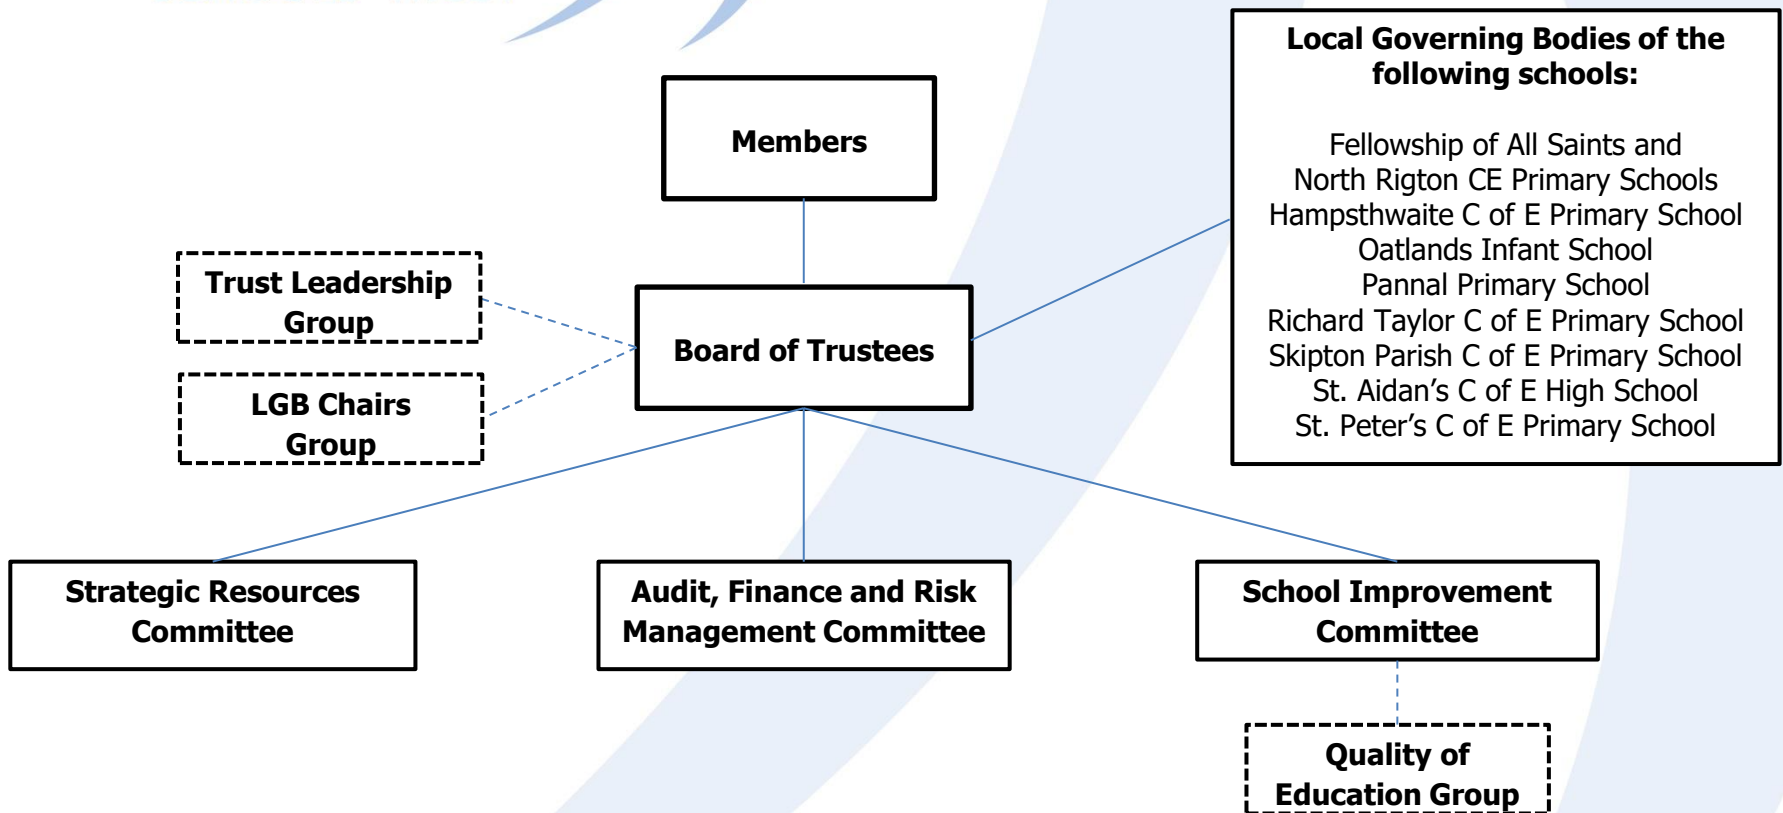 Local Governing Bodies of the
following schools:
Fellowship of All Saints and
North Rigton CE Primary Schools
Hampsthwaite C of E Primary School
Oatlands Infant School
Pannal Primary School
Richard Taylor C of E Primary School
Skipton Parish C of E Primary School
St. Aidan’s C of E High School
St. Peter’s C of E Primary School
Members
Trust Leadership
Group
Board of Trustees
LGB Chairs
Group
Strategic Resources
Committee
Audit, Finance and Risk
Management Committee
School Improvement
Committee
Quality of
Education Group